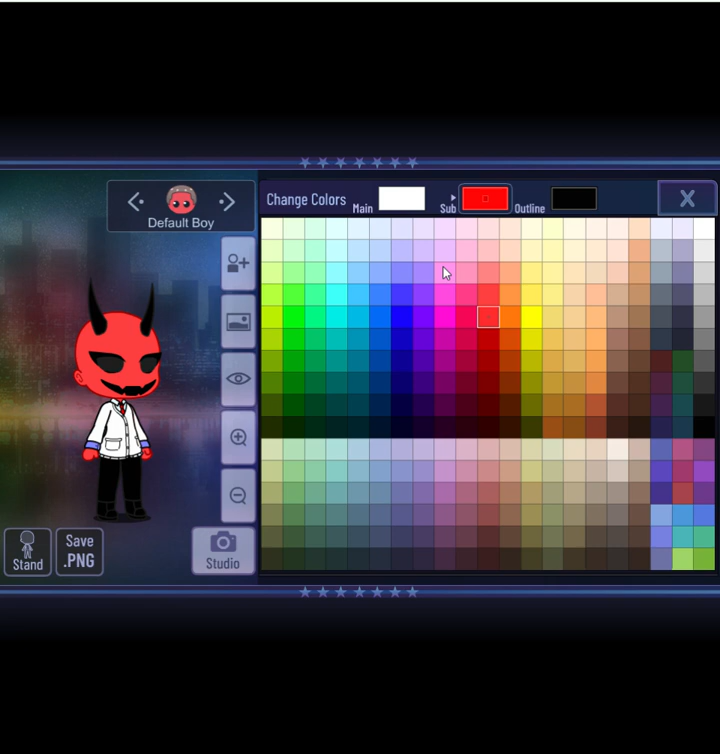 Change Colors Main Sub Outline X
Default Boy
Stand
Save
.PNG
Studio